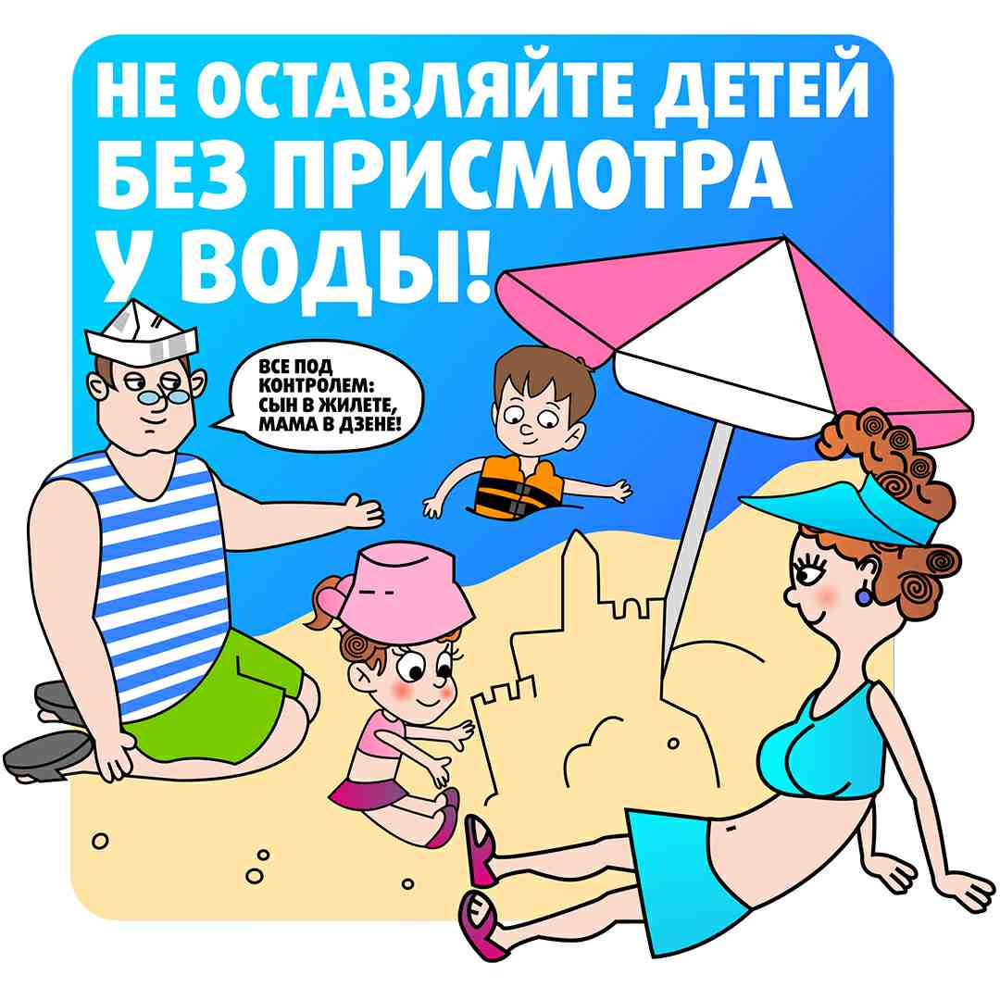 НЕ ОСТАВЛЯЙТЕ ДЕТЕЙ
БЕЗ ПРИСМОТРА
У ВОДЫ!
ВСЕ ПОД
КОНТРОЛЕМ:
СЫН В ЖИЛЕТЕ,
МАМА В ДЗЕНЕ!